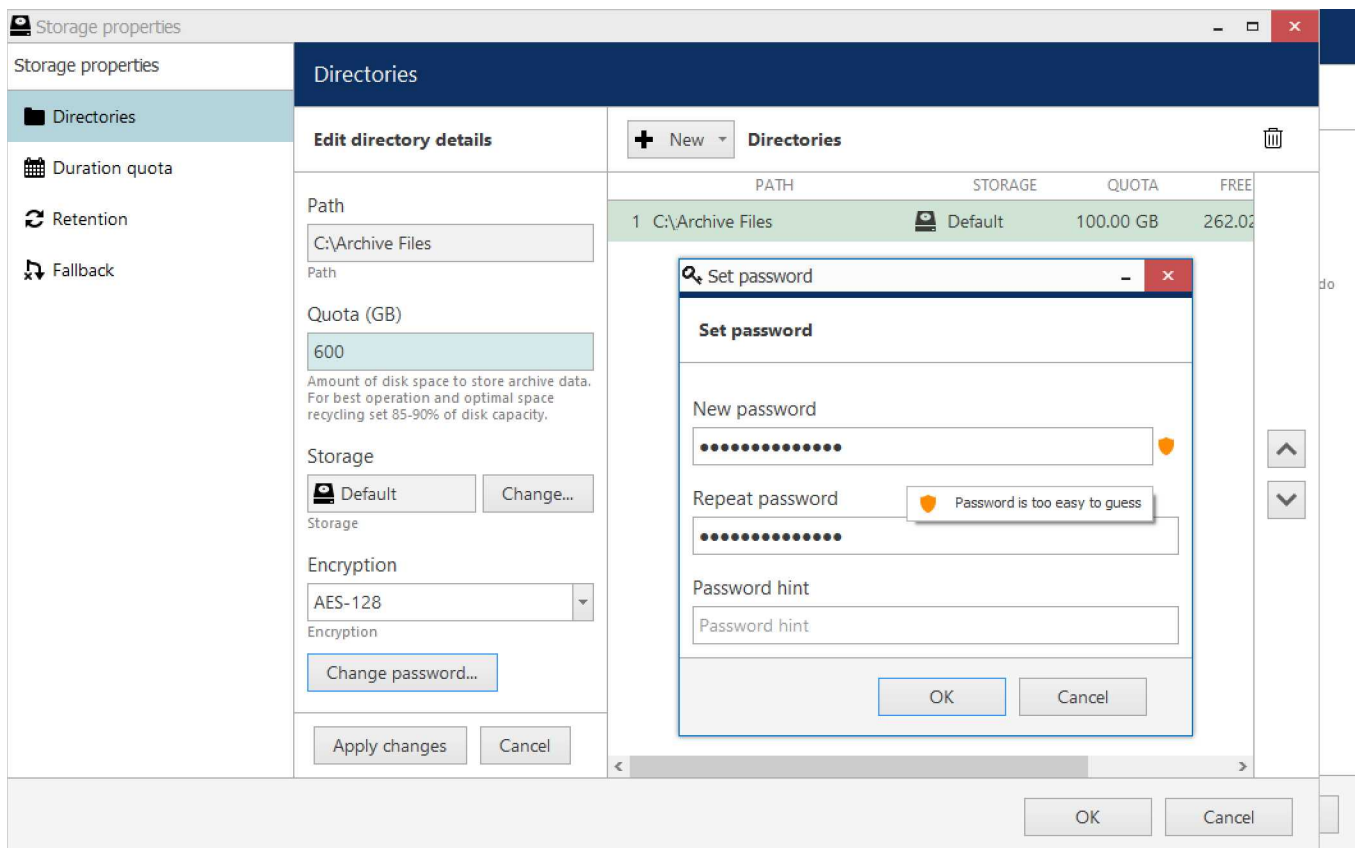 Storage properties
Storage properties
Directories
Duration quota
Retention
Fallback
Directories
Edit directory details
Path
C:\Archive Files
Path
Quota (GB)
600
Amount of disk space to store archive data.
For best operation and optimal space
recycling set 85-90% of disk capacity.
Storage
Default
Change...
Storage
Encryption
AES-128
Encryption
Change password...
Apply changes
Cancel
New
Directories
PATH STORAGE QUOTA FREE
1 C:\Archive Files Default 100.00 GB 262.02
Set password
Set password
New password
Repeat password
Password is too easy to guess
Password hint
Password hint
OK
Cancel
OK
Cancel
do